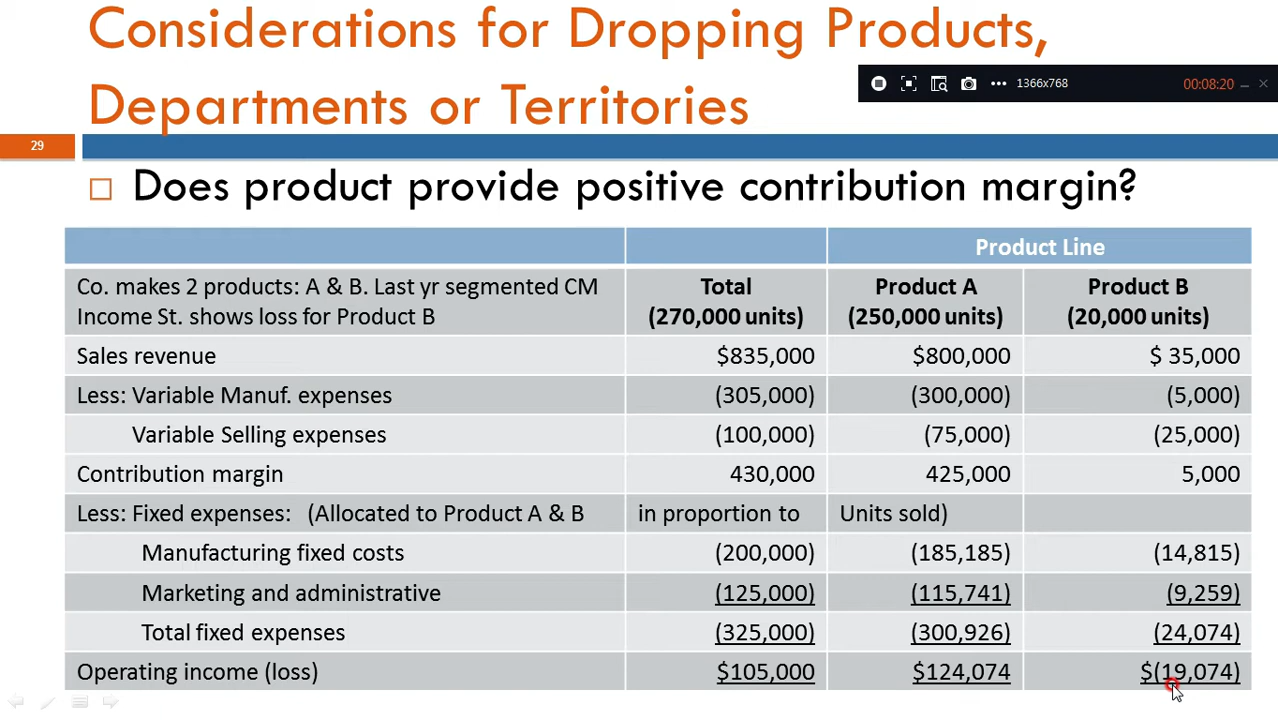 Considerations for Dropping Products,
Departments or Territories
1366x768 00:08:20
29
Does product provide positive contribution margin?
Product Line
Co. makes 2 products: A & B. Last yr segmented CM
Income St. shows loss for Product B
Total
(270,000 units)
Product A
(250,000 units)
Product B
(20,000 units)
Sales revenue $835,000 $800,000 $ 35,000
Less: Variable Manuf. expenses (305,000) (300,000) (5,000)
Variable Selling expenses (100,000) (75,000) (25,000)
Contribution margin 430,000 425,000 5,000
Less: Fixed expenses: (Allocated to Product A & B in proportion to Units sold)
Manufacturing fixed costs (200,000) (185,185) (14,815)
Marketing and administrative (125,000) (115,741) (9,259)
Total fixed expenses (325,000) (300,926) (24,074)
Operating income (loss) $105,000 $124,074 $(19,074)